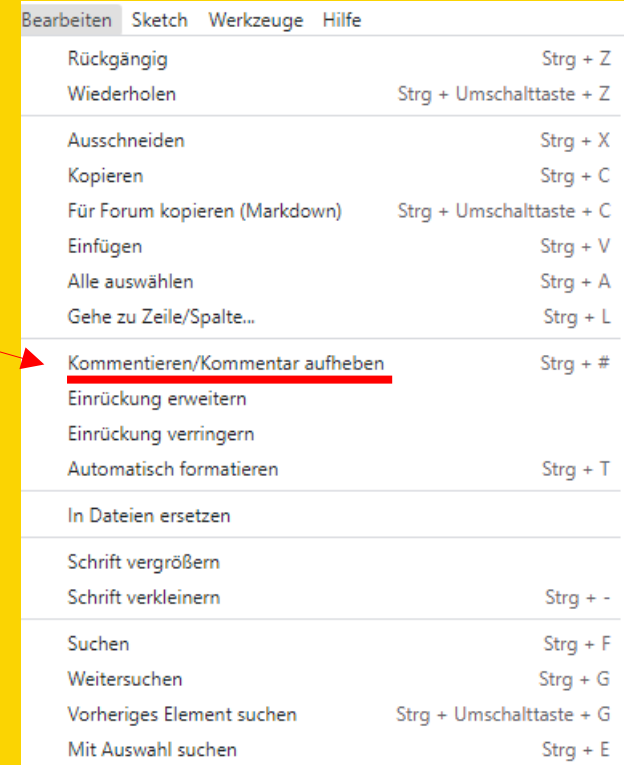 Bearbeiten Sketch Werkzeuge Hilfe
Rückgängig Strg + Z
Wiederholen Strg + Umschalttaste + Z
Ausschneiden Strg + X
Kopieren Strg + C
Für Forum kopieren (Markdown) Strg + Umschalttaste + C
Einfügen Strg + V
Alle auswählen Strg + A
Gehe zu Zeile/Spalte... Strg + L
Kommentieren/Kommentar aufheben Strg + #
Einrückung erweitern
Einrückung verringern
Automatisch formatieren Strg + T
In Dateien ersetzen
Schrift vergrößern
Schrift verkleinern Strg + -
Suchen Strg + F
Weitersuchen Strg + G
Vorheriges Element suchen Strg + Umschalttaste + G
Mit Auswahl suchen Strg + E